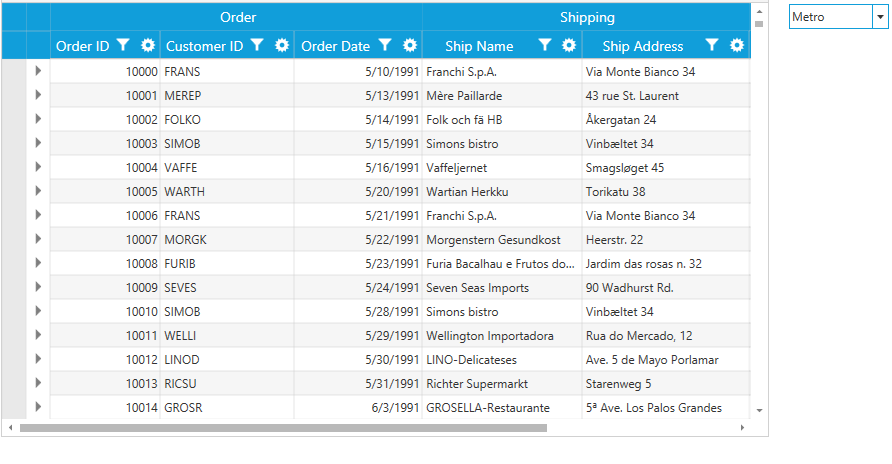 Order Shipping Metro
Order ID Customer ID Order Date Ship Name Ship Address
10000 FRANS 5/10/1991 Franchi S.p.A. Via Monte Bianco 34
10001 MEREP 5/13/1991 Mère Paillarde 43 rue St. Laurent
10002 FOLKO 5/14/1991 Folk och fä HB Åkergatan 24
10003 SIMOB 5/15/1991 Simons bistro Vinbæltet 34
10004 VAFFE 5/16/1991 Vaffeljernet Smagsløget 45
10005 WARTH 5/20/1991 Wartian Herkku Torikatu 38
10006 FRANS 5/21/1991 Franchi S.p.A. Via Monte Bianco 34
10007 MORGK 5/22/1991 Morgenstern Gesundkost Heerstr. 22
10008 FURIB 5/23/1991 Furia Bacalhau e Frutos do... Jardim das rosas n. 32
10009 SEVES 5/24/1991 Seven Seas Imports 90 Wadhurst Rd.
10010 SIMOB 5/28/1991 Simons bistro Vinbæltet 34
10011 WELLI 5/29/1991 Wellington Importadora Rua do Mercado, 12
10012 LINOD 5/30/1991 LINO-Delicateses Ave. 5 de Mayo Porlamar
10013 RICSU 5/31/1991 Richter Supermarkt Starenweg 5
10014 GROSR 6/3/1991 GROSELLA-Restaurante 5ª Ave. Los Palos Grandes